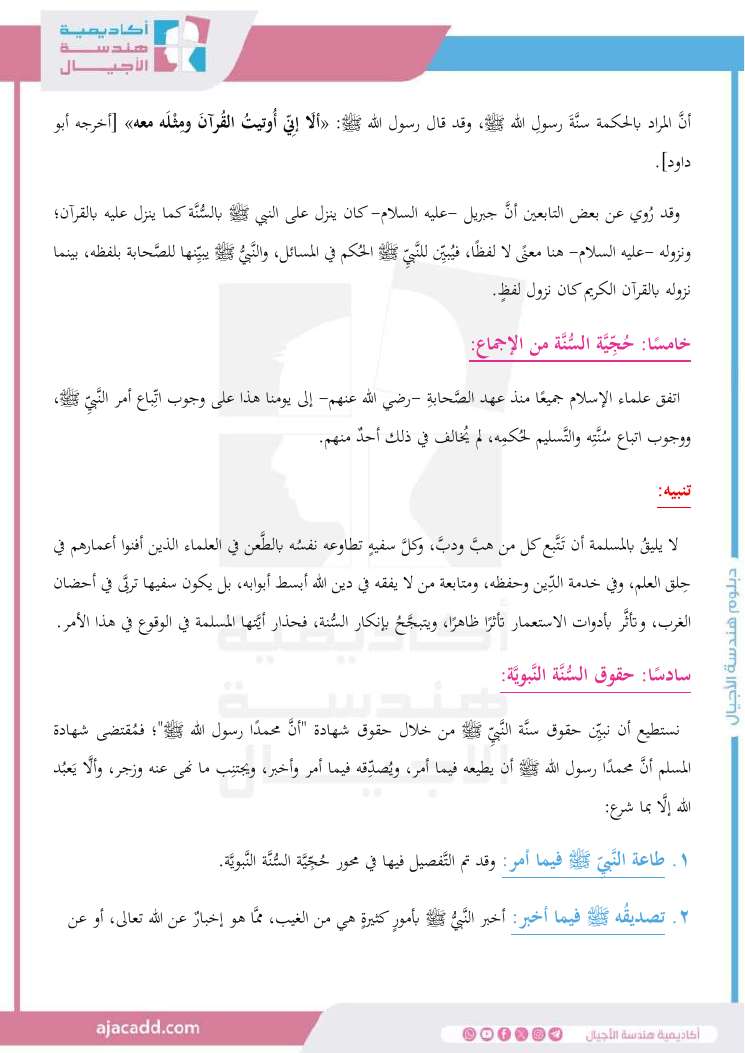 أكاديمية
هندسة
الأجيال
أنَّ المراد بالحكمة سنَّةَ رسولِ الله ﷺ، وقد قال رسول الله ﷺ: «ألَا إنِّي أُوتيتُ القُرآنَ ومِثْلَه معه» [أخرجه أبو
داود].
وقد رُوي عن بعض التابعين أنَّ جبريل –عليه السلام– كان ينزل على النبي ﷺ بالسُّنَّة كما ينزل عليه بالقرآن؛
ونزوله –عليه السلام– هنا معنًى لا لفظًا، فيُبيِّن للنَّبيِّ ﷺ الحُكم في المسائل، والنَّبيُّ ﷺ يبيِّنها للصَّحابة بلفظه، بينما
نزوله بالقرآن الكريم كان نزول لفظٍ.
خامسًا: حُجِّيَّة السُّنَّة من الإجماع:
اتفق علماء الإسلام جميعًا منذ عهد الصَّحابةِ –رضي الله عنهم– إلى يومنا هذا على وجوب اتِّباع أمر النَّبيِّ ﷺ،
ووجوب اتباع سُنَّتِه والتَّسليم لحُكمِه، لم يُخالف في ذلك أحدٌ منهم.
تنبيه:
لا يليقُ بالمسلمة أن تَتَّبع كل من هبَّ ودبَّ، وكلَّ سفيهٍ تطاوعه نفسُه بالطَّعن في العلماء الذين أفنوا أعمارهم في
حِلق العلم، وفي خدمة الدِّين وحفظه، ومتابعة من لا يفقه في دين الله أبسط أبوابه، بل يكون سفيها تربَّى في أحضان
الغرب، وتأثَّر بأدوات الاستعمار تأثرًا ظاهرًا، ويتبجَّحُ بإنكار السُّنة، فحذار أيَّتها المسلمة في الوقوع في هذا الأمر.
سادسًا: حقوق السُّنَّة النَّبويَّة:
نستطيع أن نبيِّن حقوق سنَّة النَّبيِّ ﷺ من خلال حقوق شهادة "أنَّ محمدًا رسول الله ﷺ"؛ فمُقتضى شهادة
المسلم أنَّ محمدًا رسول الله ﷺ أن يطيعه فيما أمر، ويُصدِّقه فيما أمر وأخبر، ويجتنِب ما نهى عنه وزجر، وألَّا يَعبُد
الله إلَّا بما شرع:
١. طاعة النَّبيّ ﷺ فيما أمر: وقد تم التَّفصيل فيها في محور حُجِّيَّة السُّنَّة النَّبويَّة.
٢. تصديقُه ﷺ فيما أخبر: أخبر النَّبيُّ ﷺ بأمورٍ كثيرةٍ هي من الغيب، ممَّا هو إخبارٌ عن الله تعالى، أو عن
دبلوم هندسة الأجيال
أكاديمية
هندسة
الأجيال
ajacadd.com
أكاديمية هندسة الأجيال